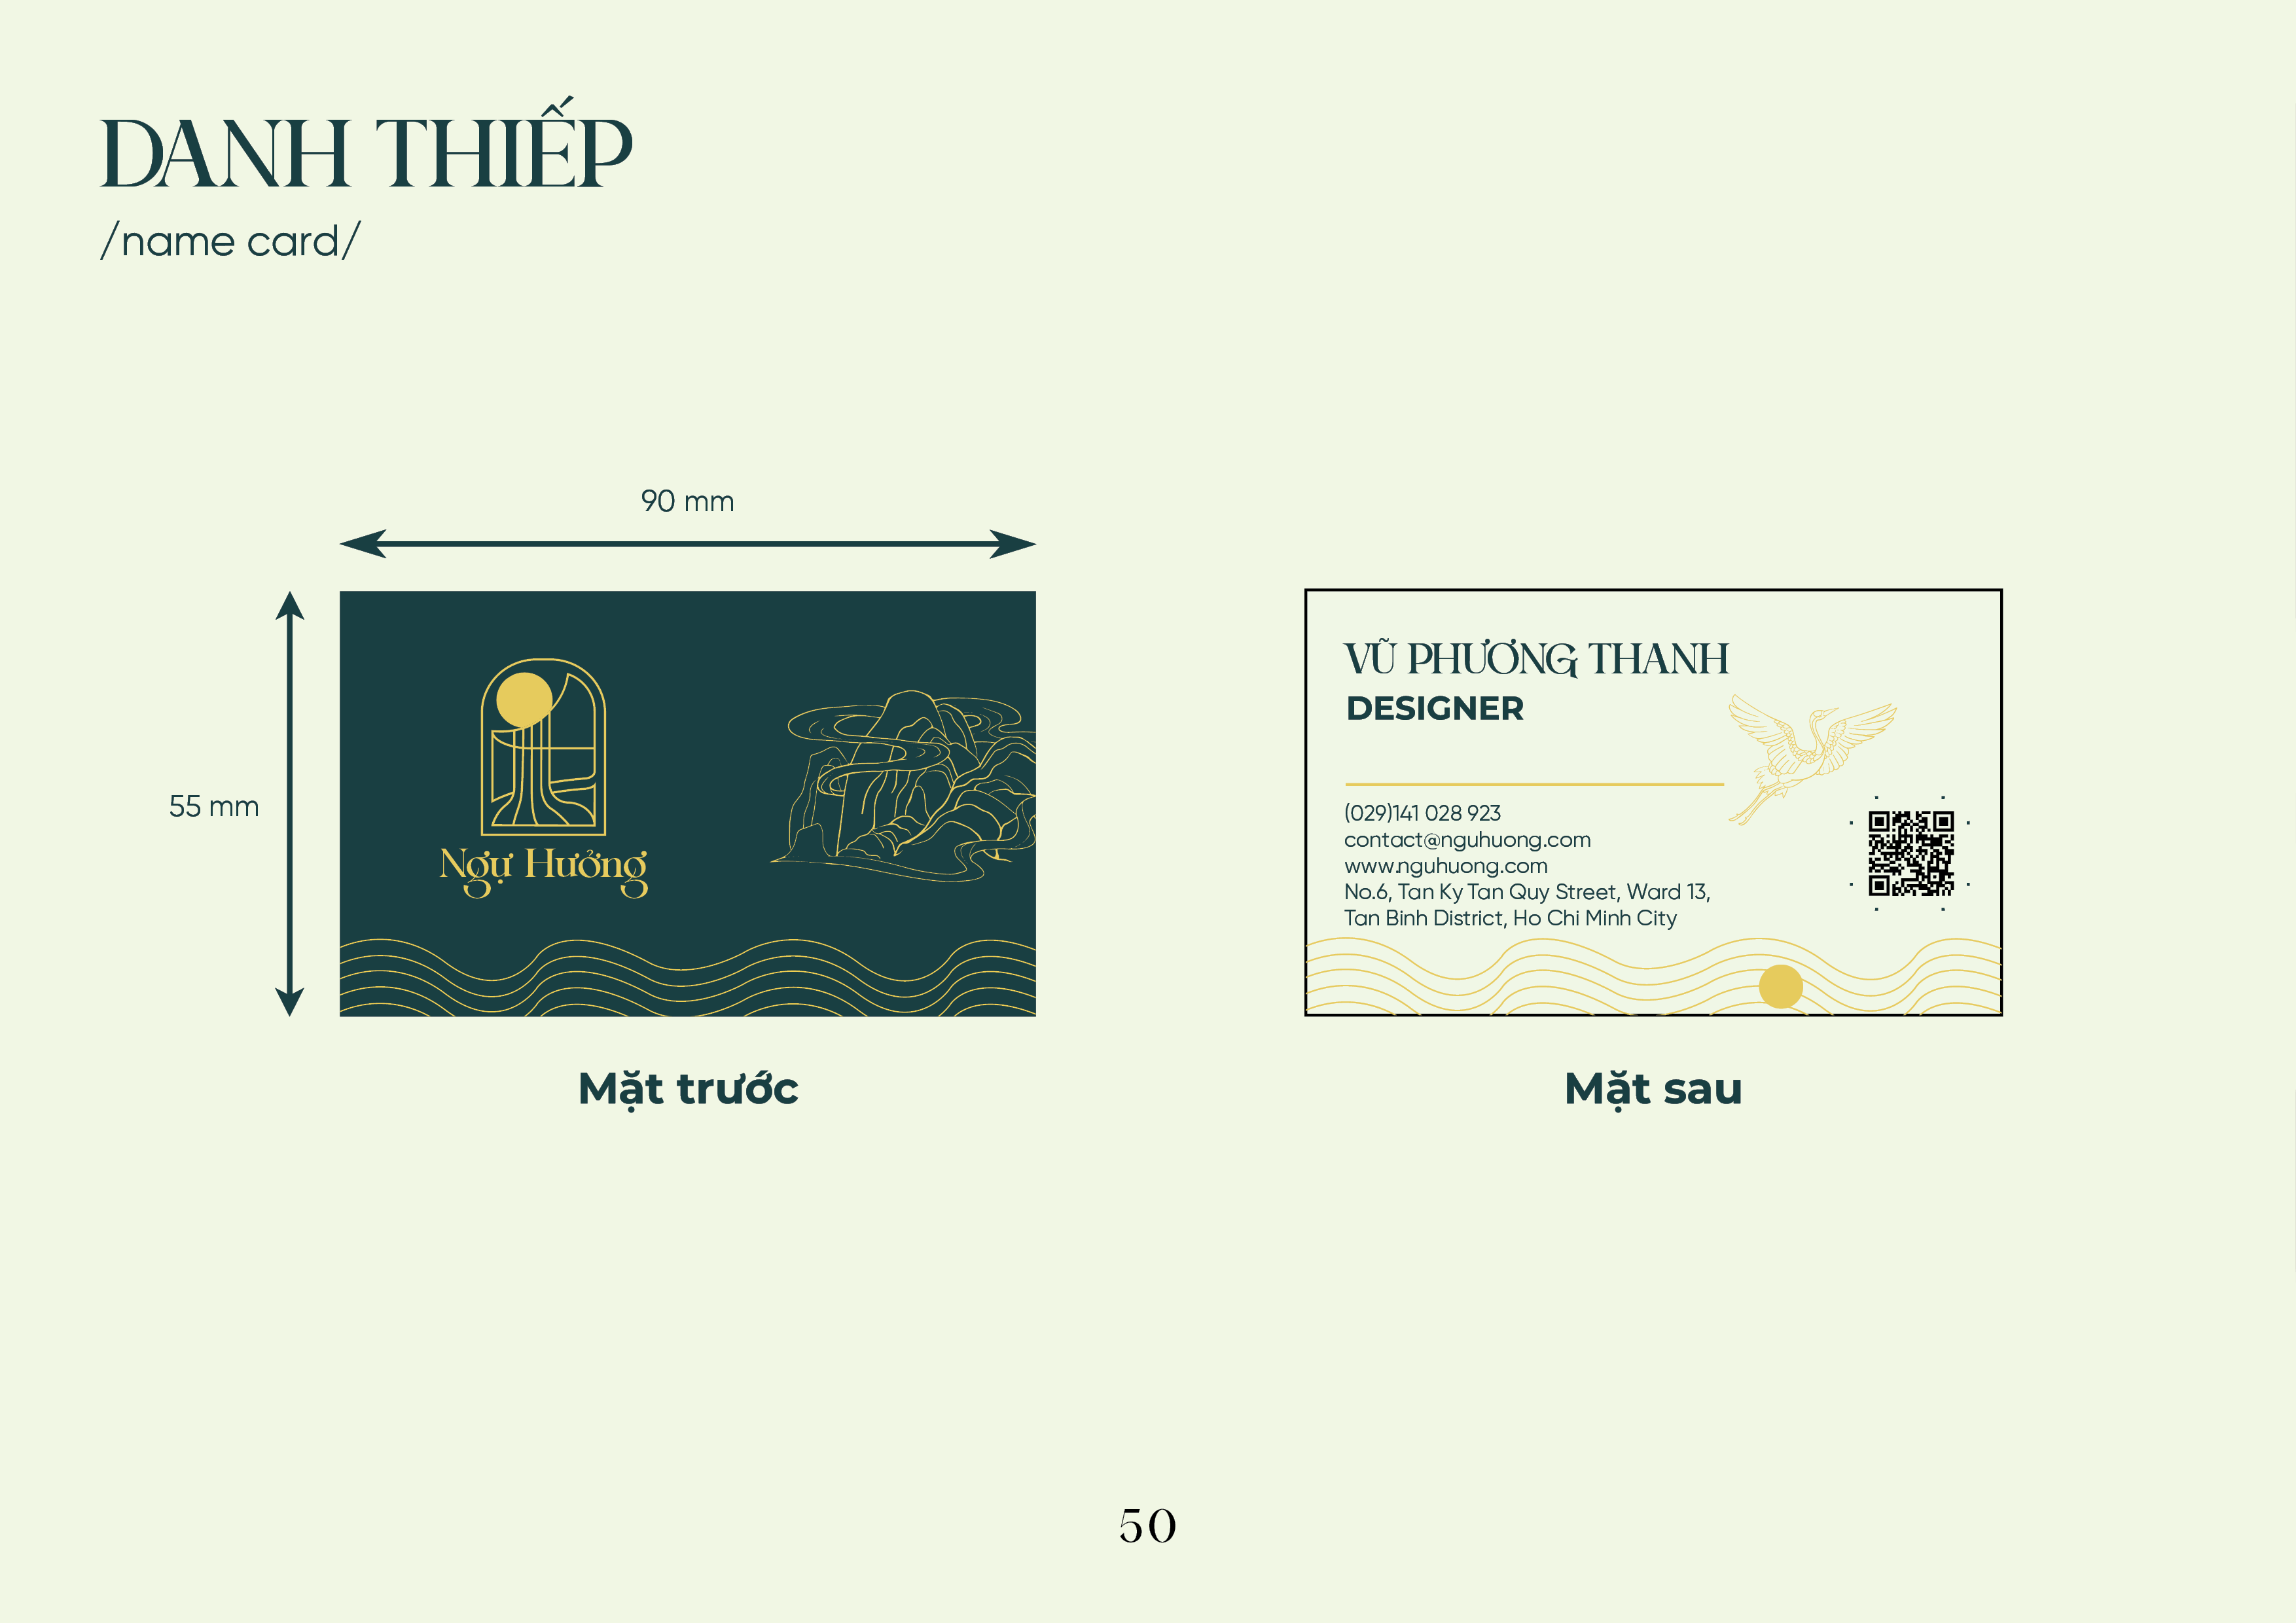 DANH THIẾP
/name card/
90 mm
55 mm
Ngự Hưởng
Mặt trước
VŨ PHƯƠNG THANH
DESIGNER
(029)141 028 923
contact@nguhuong.com
www.nguhuong.com
No.6, Tan Ky Tan Quy Street, Ward 13,
Tan Binh District, Ho Chi Minh City
Mặt sau
50